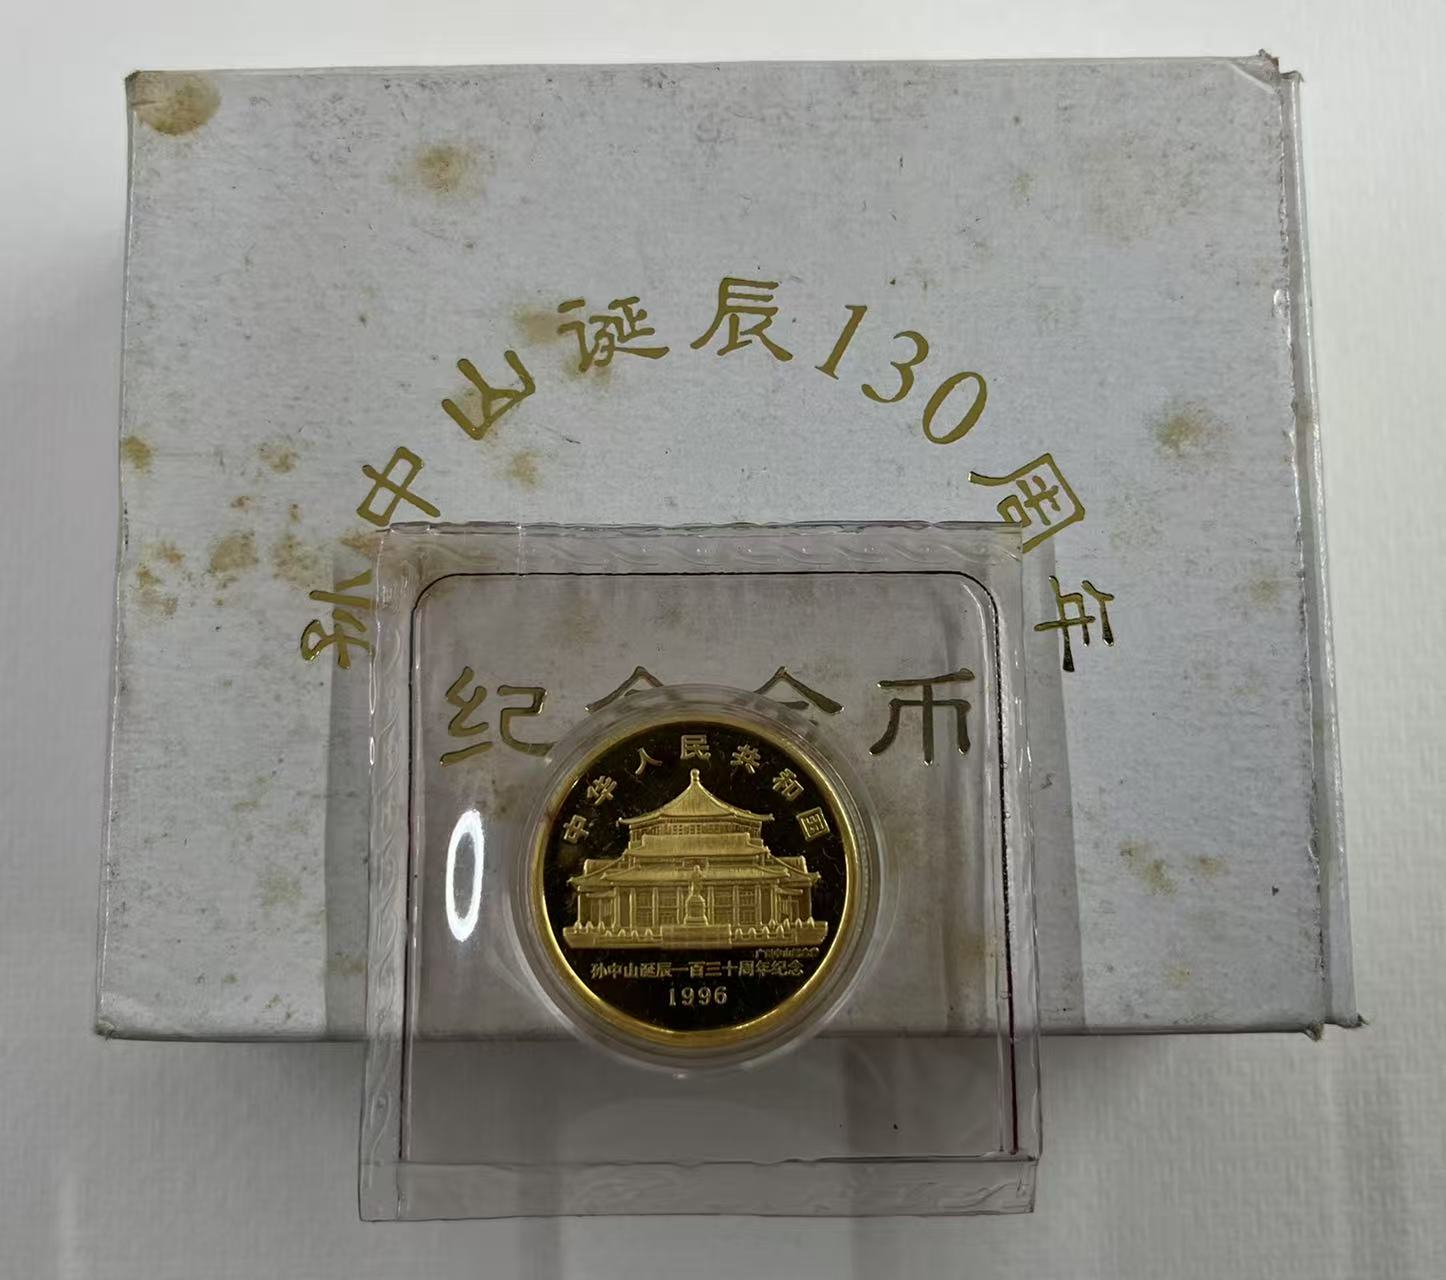 孙中山诞辰130周年
纪念金币
中华人民共和国
孙中山诞辰一百三十周年纪念
1996